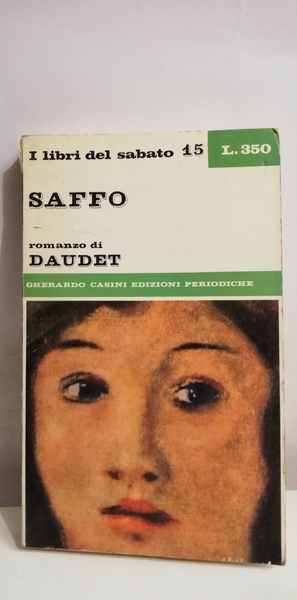 I libri del sabato 15 L.350
SAFFO
romanzo di
DAUDET
GHERARDO CASINI EDIZIONI PERIODICHE